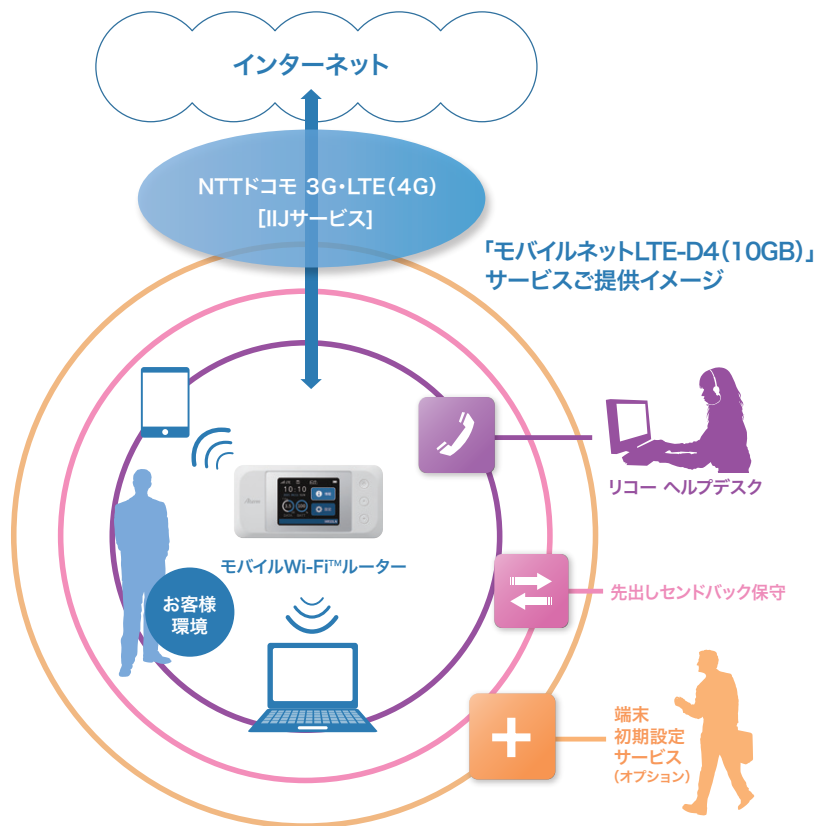 インターネット
NTTドコモ 3G・LTE(4G)
[IIJサービス]
「モバイルネットLTE-D4(10GB)」
サービスご提供イメージ
リコー ヘルプデスク
モバイルWi-Fi™ルーター
先出しセンドバック保守
お客様
環境
端末
初期設定
サービス
(オプション)
10:10